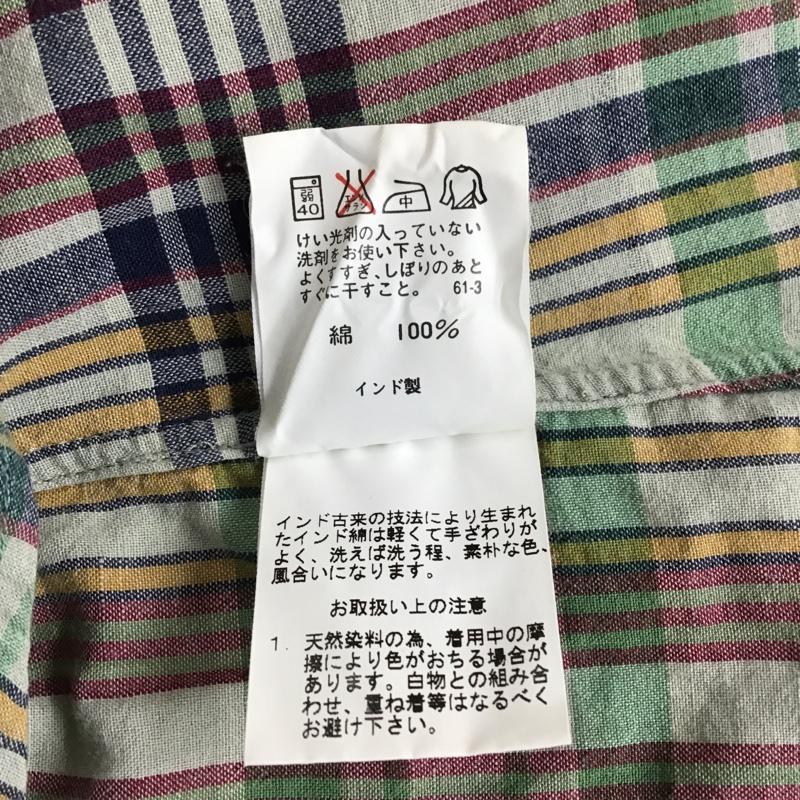 弱
40
エンソ
サラシ
中
けい光剤の入っていない
洗剤をお使い下さい。
よくすすぎ、しぼりのあと
すぐに干すこと。 61-3
綿 100%
インド製
インド古来の技法により生まれ
たインド綿は軽くて手ざわりが
よく、洗えば洗う程、素朴な色、
風合いになります。
お取扱い上の注意
1. 天然染料の為、着用中の摩
擦により色がおちる場合が
あります。白物との組み合
わせ、重ね着等はなるべく
お避け下さい。